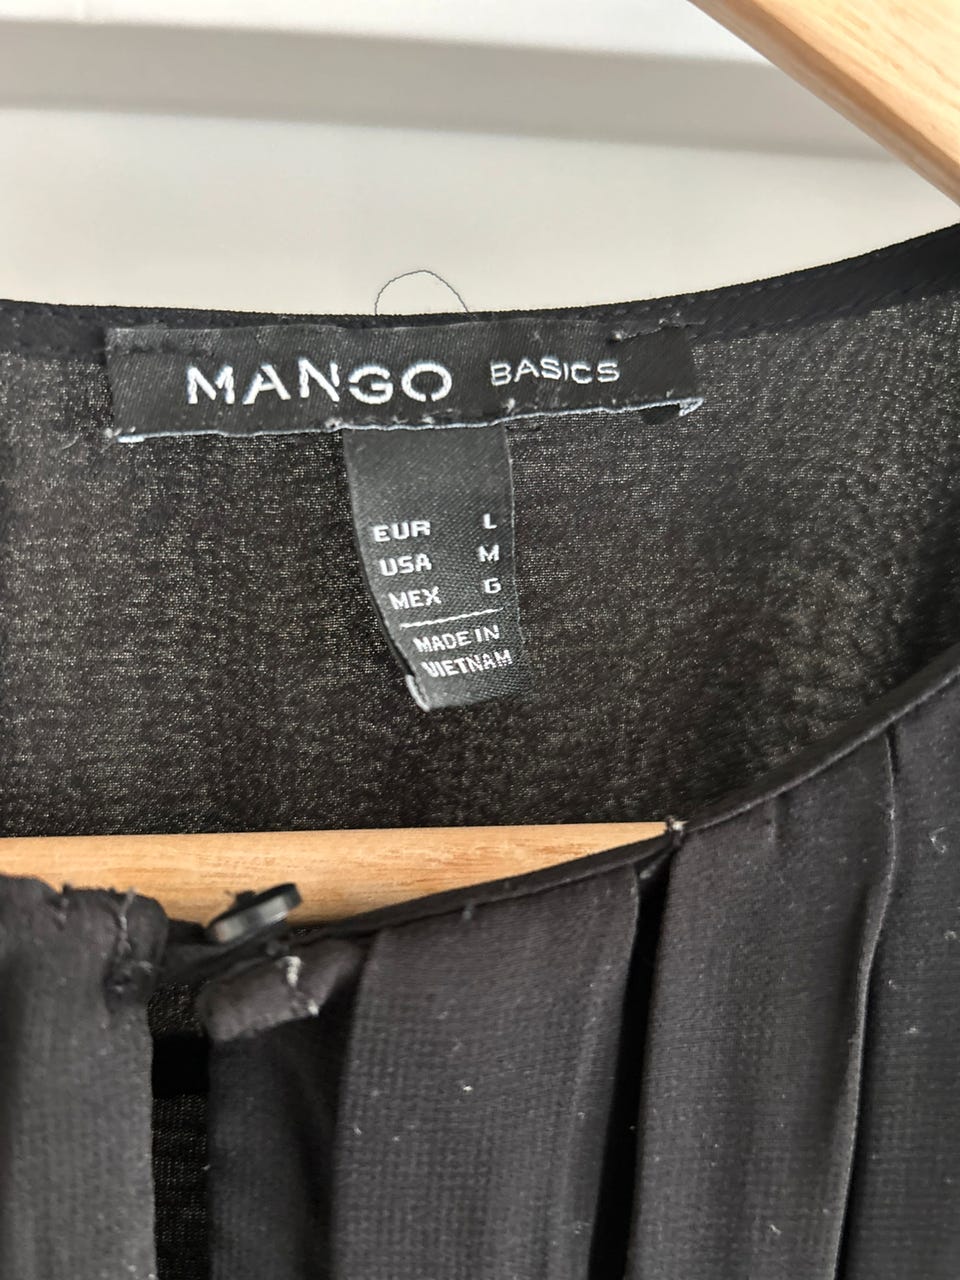 MANGO BASICS
EUR L
USA M
MEX G
MADE IN
VIETNAM